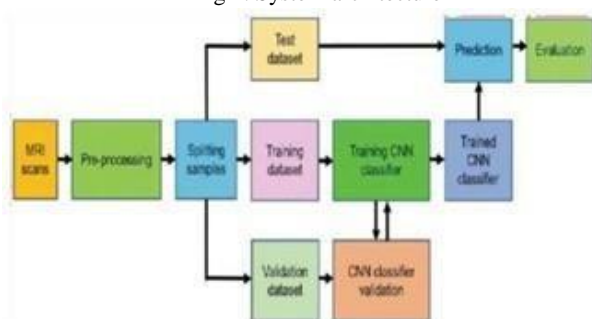 Test
dataset
Prediction
Evaluation
MRI
scans
Pre-processing
Splitting
samples
Training
dataset
Training CNN
classifier
Trained
CNN
classifier
Validation
dataset
CNN classifier
validation